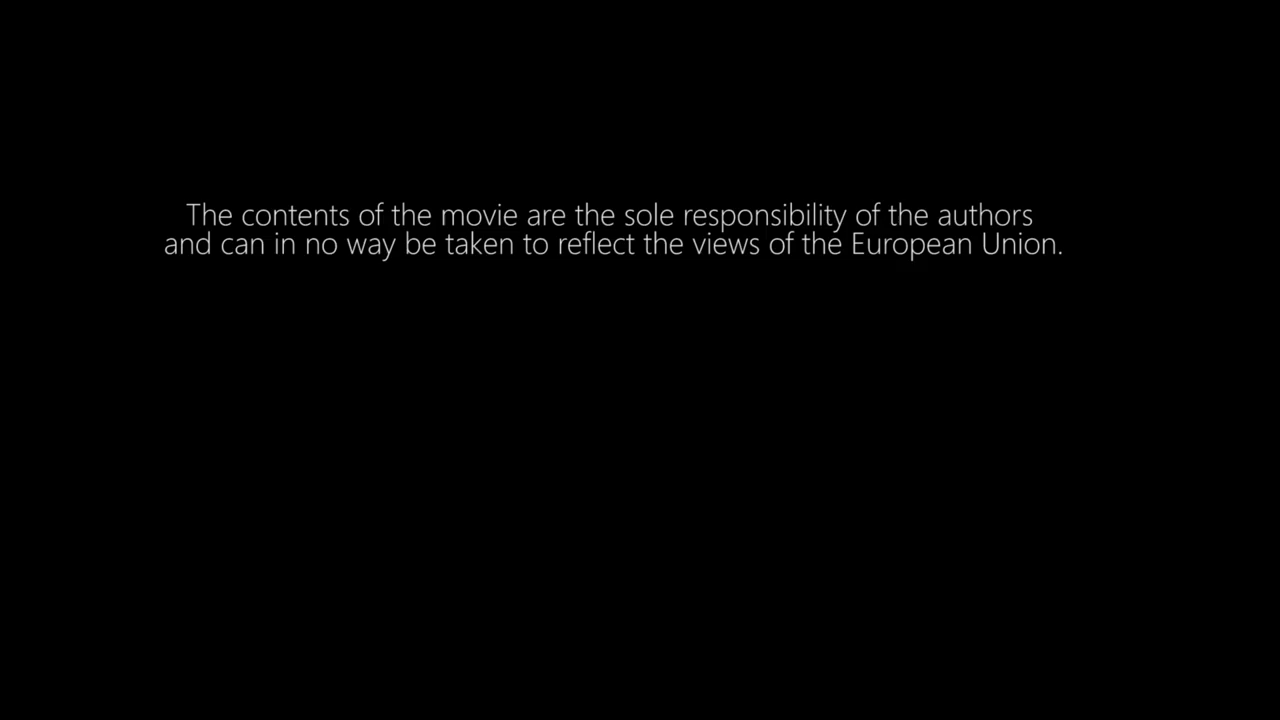 The contents of the movie are the sole responsibility of the authors
and can in no way be taken to reflect the views of the European Union.